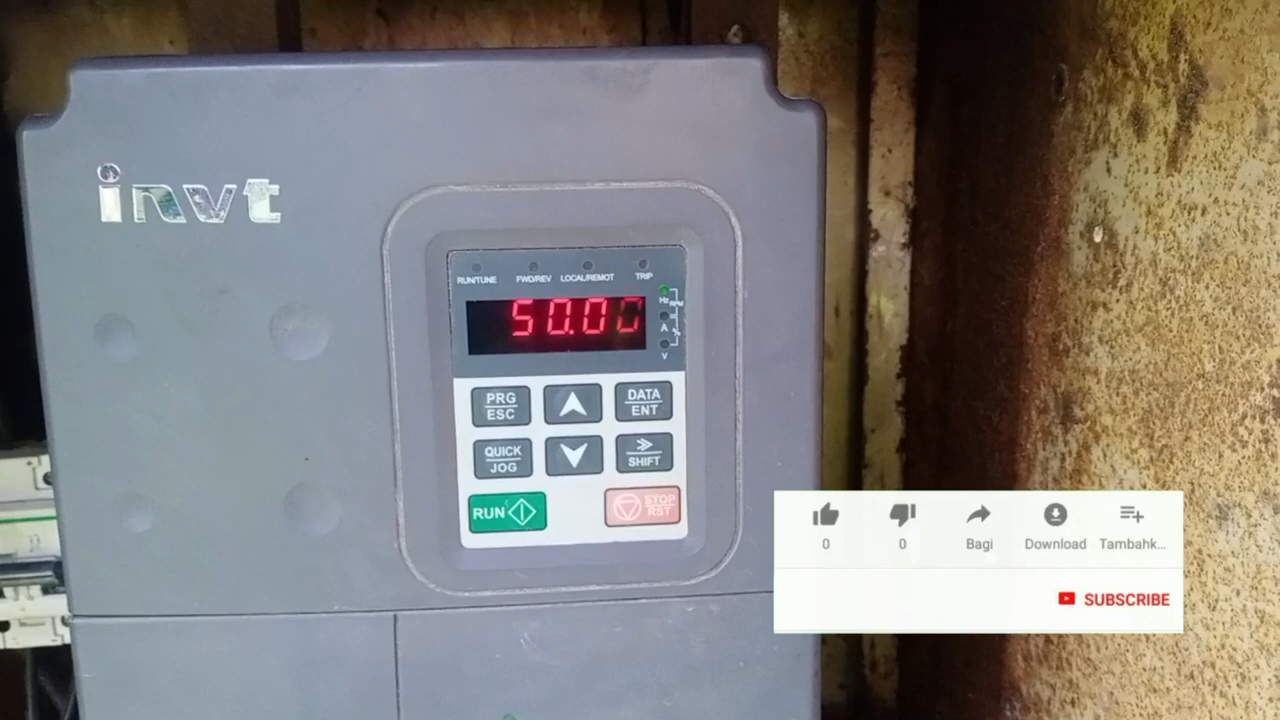 invt
RUN/TUNE FWD/REV LOCAL/REMOT TRIP
50.00
Hz
RPM
A
%
V
PRG
ESC
DATA
ENT
QUICK
JOG
SHIFT
RUN
STOP
RST
0 0 Bagi Download Tambahk...
SUBSCRIBE